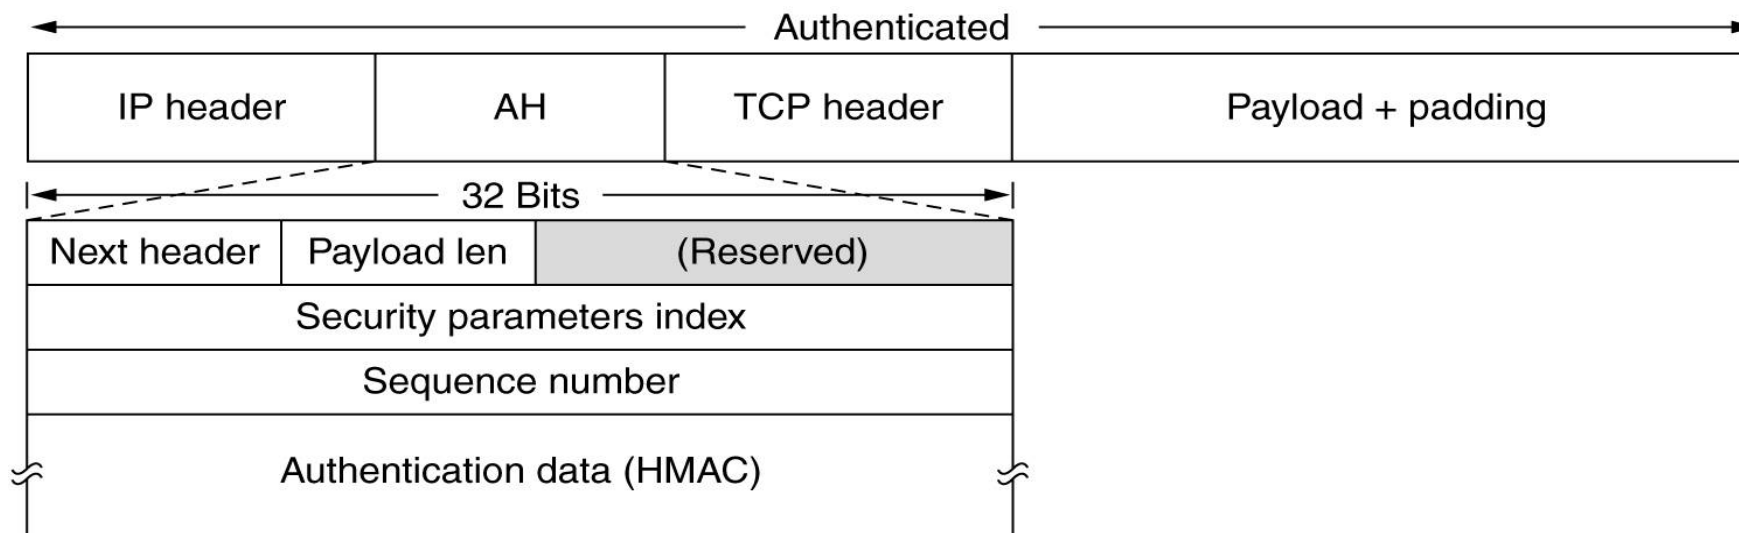 Authenticated
IP header AH TCP header Payload + padding
32 Bits
Next header Payload len (Reserved)
Security parameters index
Sequence number
Authentication data (HMAC)